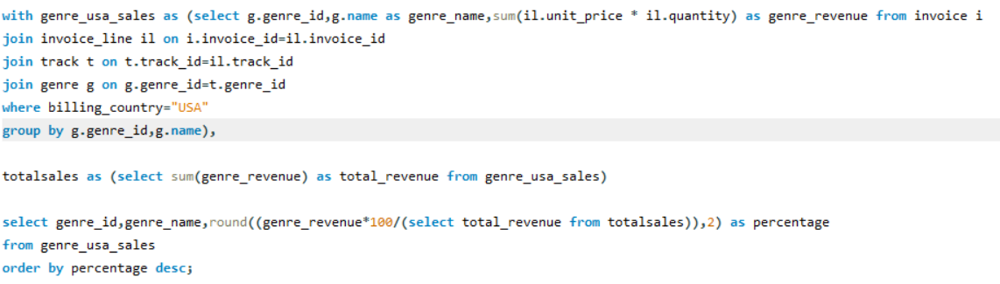 with genre_usa_sales as (select g.genre_id,g.name as genre_name,sum(il.unit_price * il.quantity) as genre_revenue from invoice i
join invoice_line il on i.invoice_id=il.invoice_id
join track t on t.track_id=il.track_id
join genre g on g.genre_id=t.genre_id
where billing_country="USA"
group by g.genre_id,g.name),
totalsales as (select sum(genre_revenue) as total_revenue from genre_usa_sales)
select genre_id,genre_name,round((genre_revenue*100/(select total_revenue from totalsales)),2) as percentage
from genre_usa_sales
order by percentage desc;